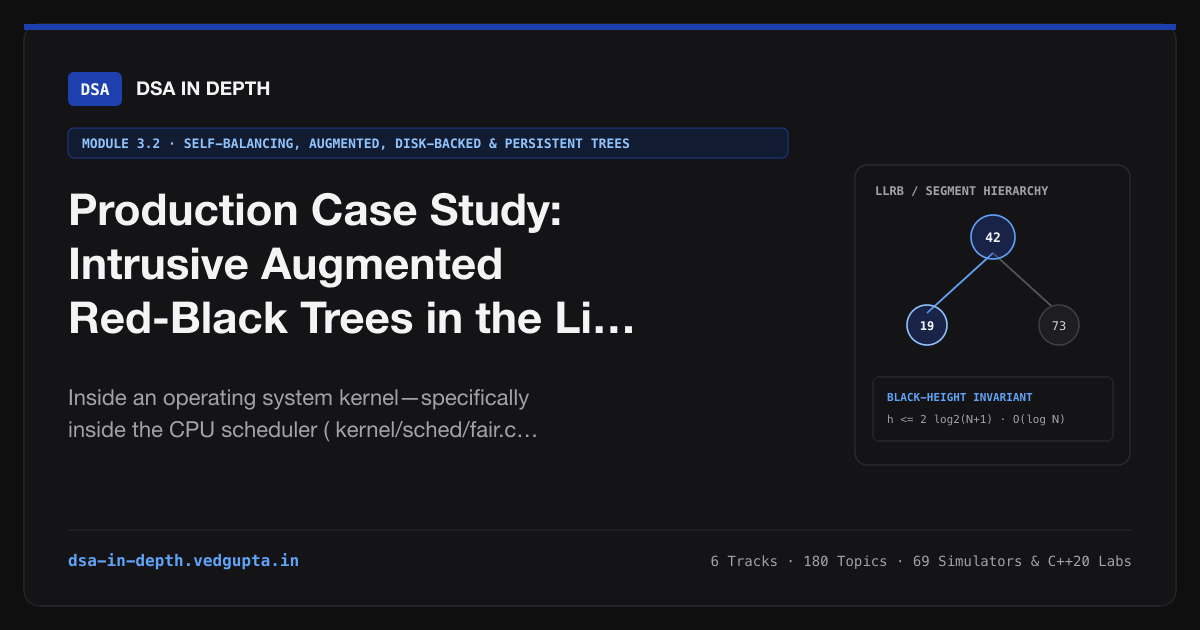 DSA DSA IN DEPTH
MODULE 3.2 · SELF-BALANCING, AUGMENTED, DISK-BACKED & PERSISTENT TREES
Production Case Study:
Intrusive Augmented
Red-Black Trees in the Li...
Inside an operating system kernel—specifically
inside the CPU scheduler ( kernel/sched/fair.c...
LLRB / SEGMENT HIERARCHY
42
19 73
BLACK-HEIGHT INVARIANT
h <= 2 log2(N+1) · O(log N)
dsa-in-depth.vedgupta.in
6 Tracks · 180 Topics · 69 Simulators & C++20 Labs